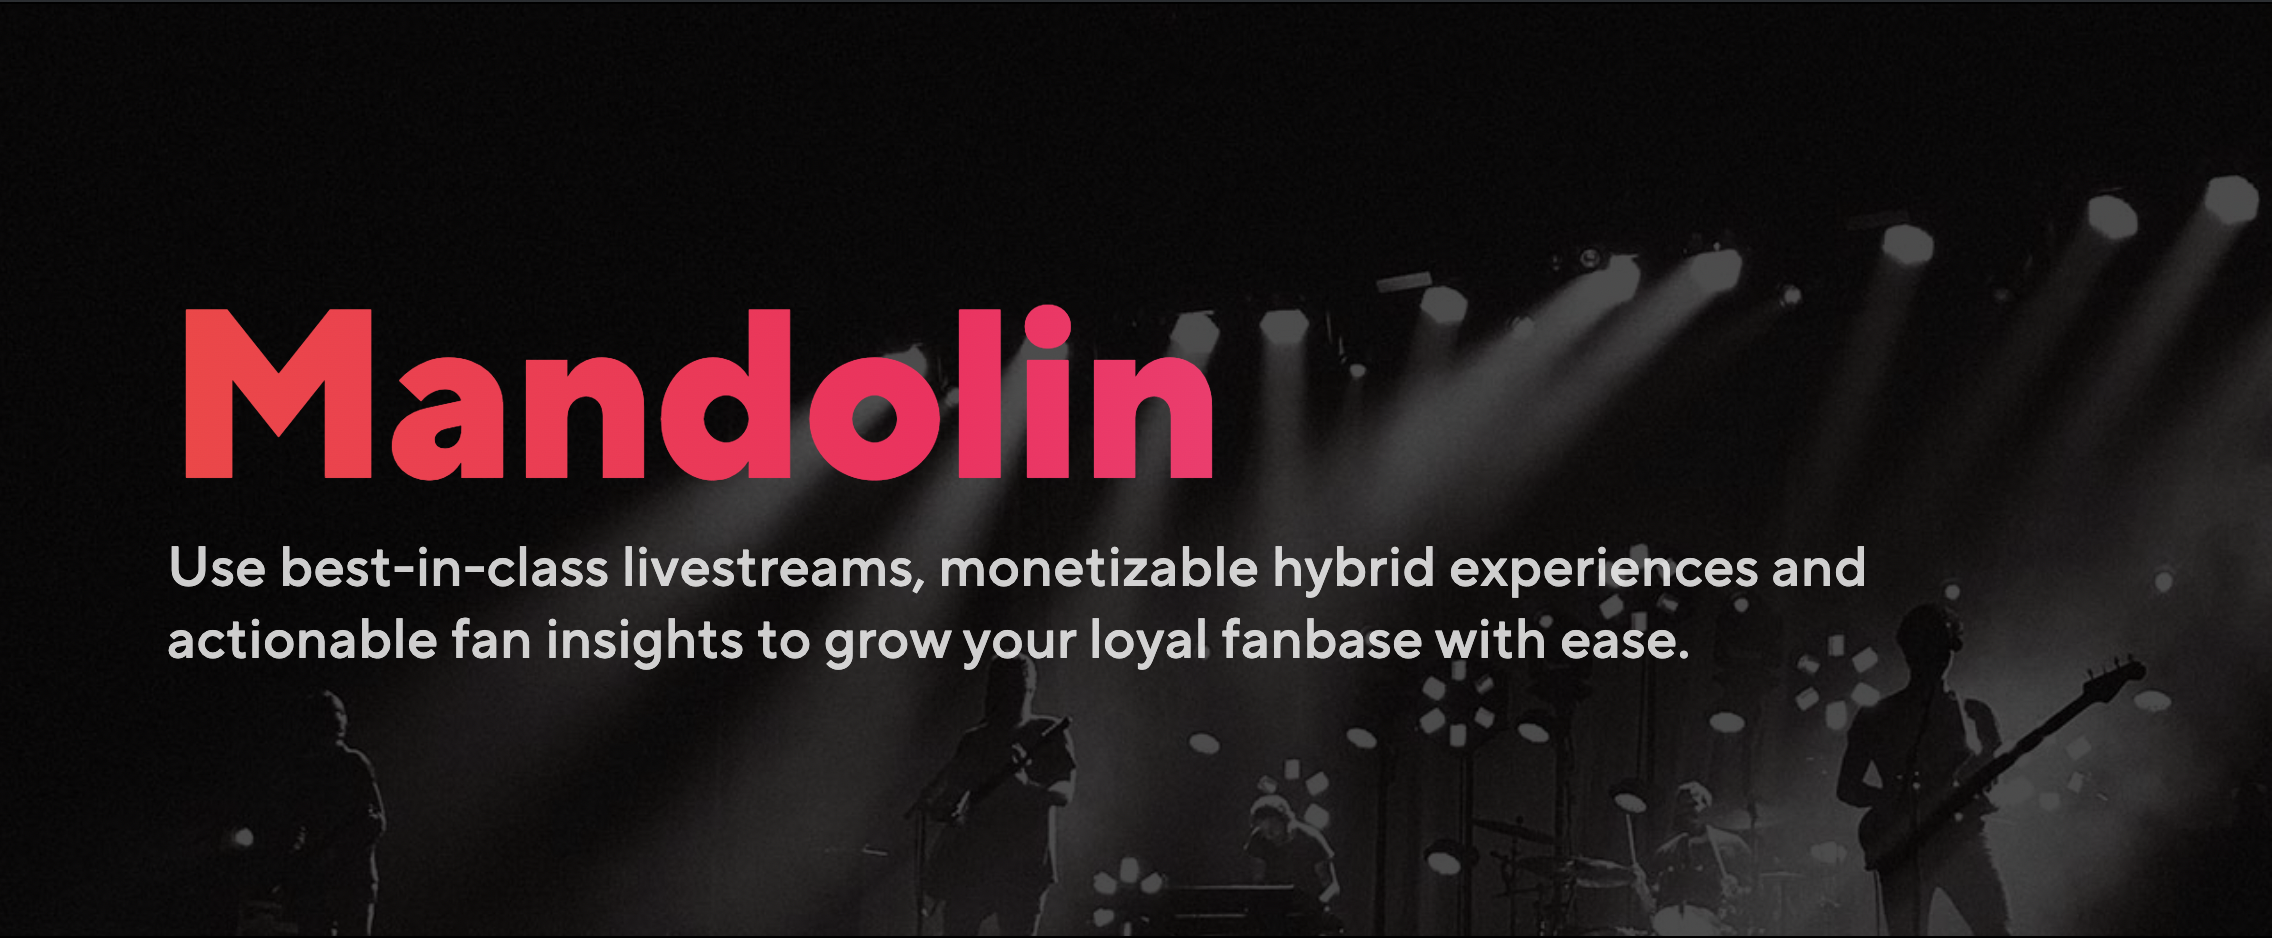 Mandolin
Use best-in-class livestreams, monetizable hybrid experiences and
actionable fan insights to grow your loyal fanbase with ease.